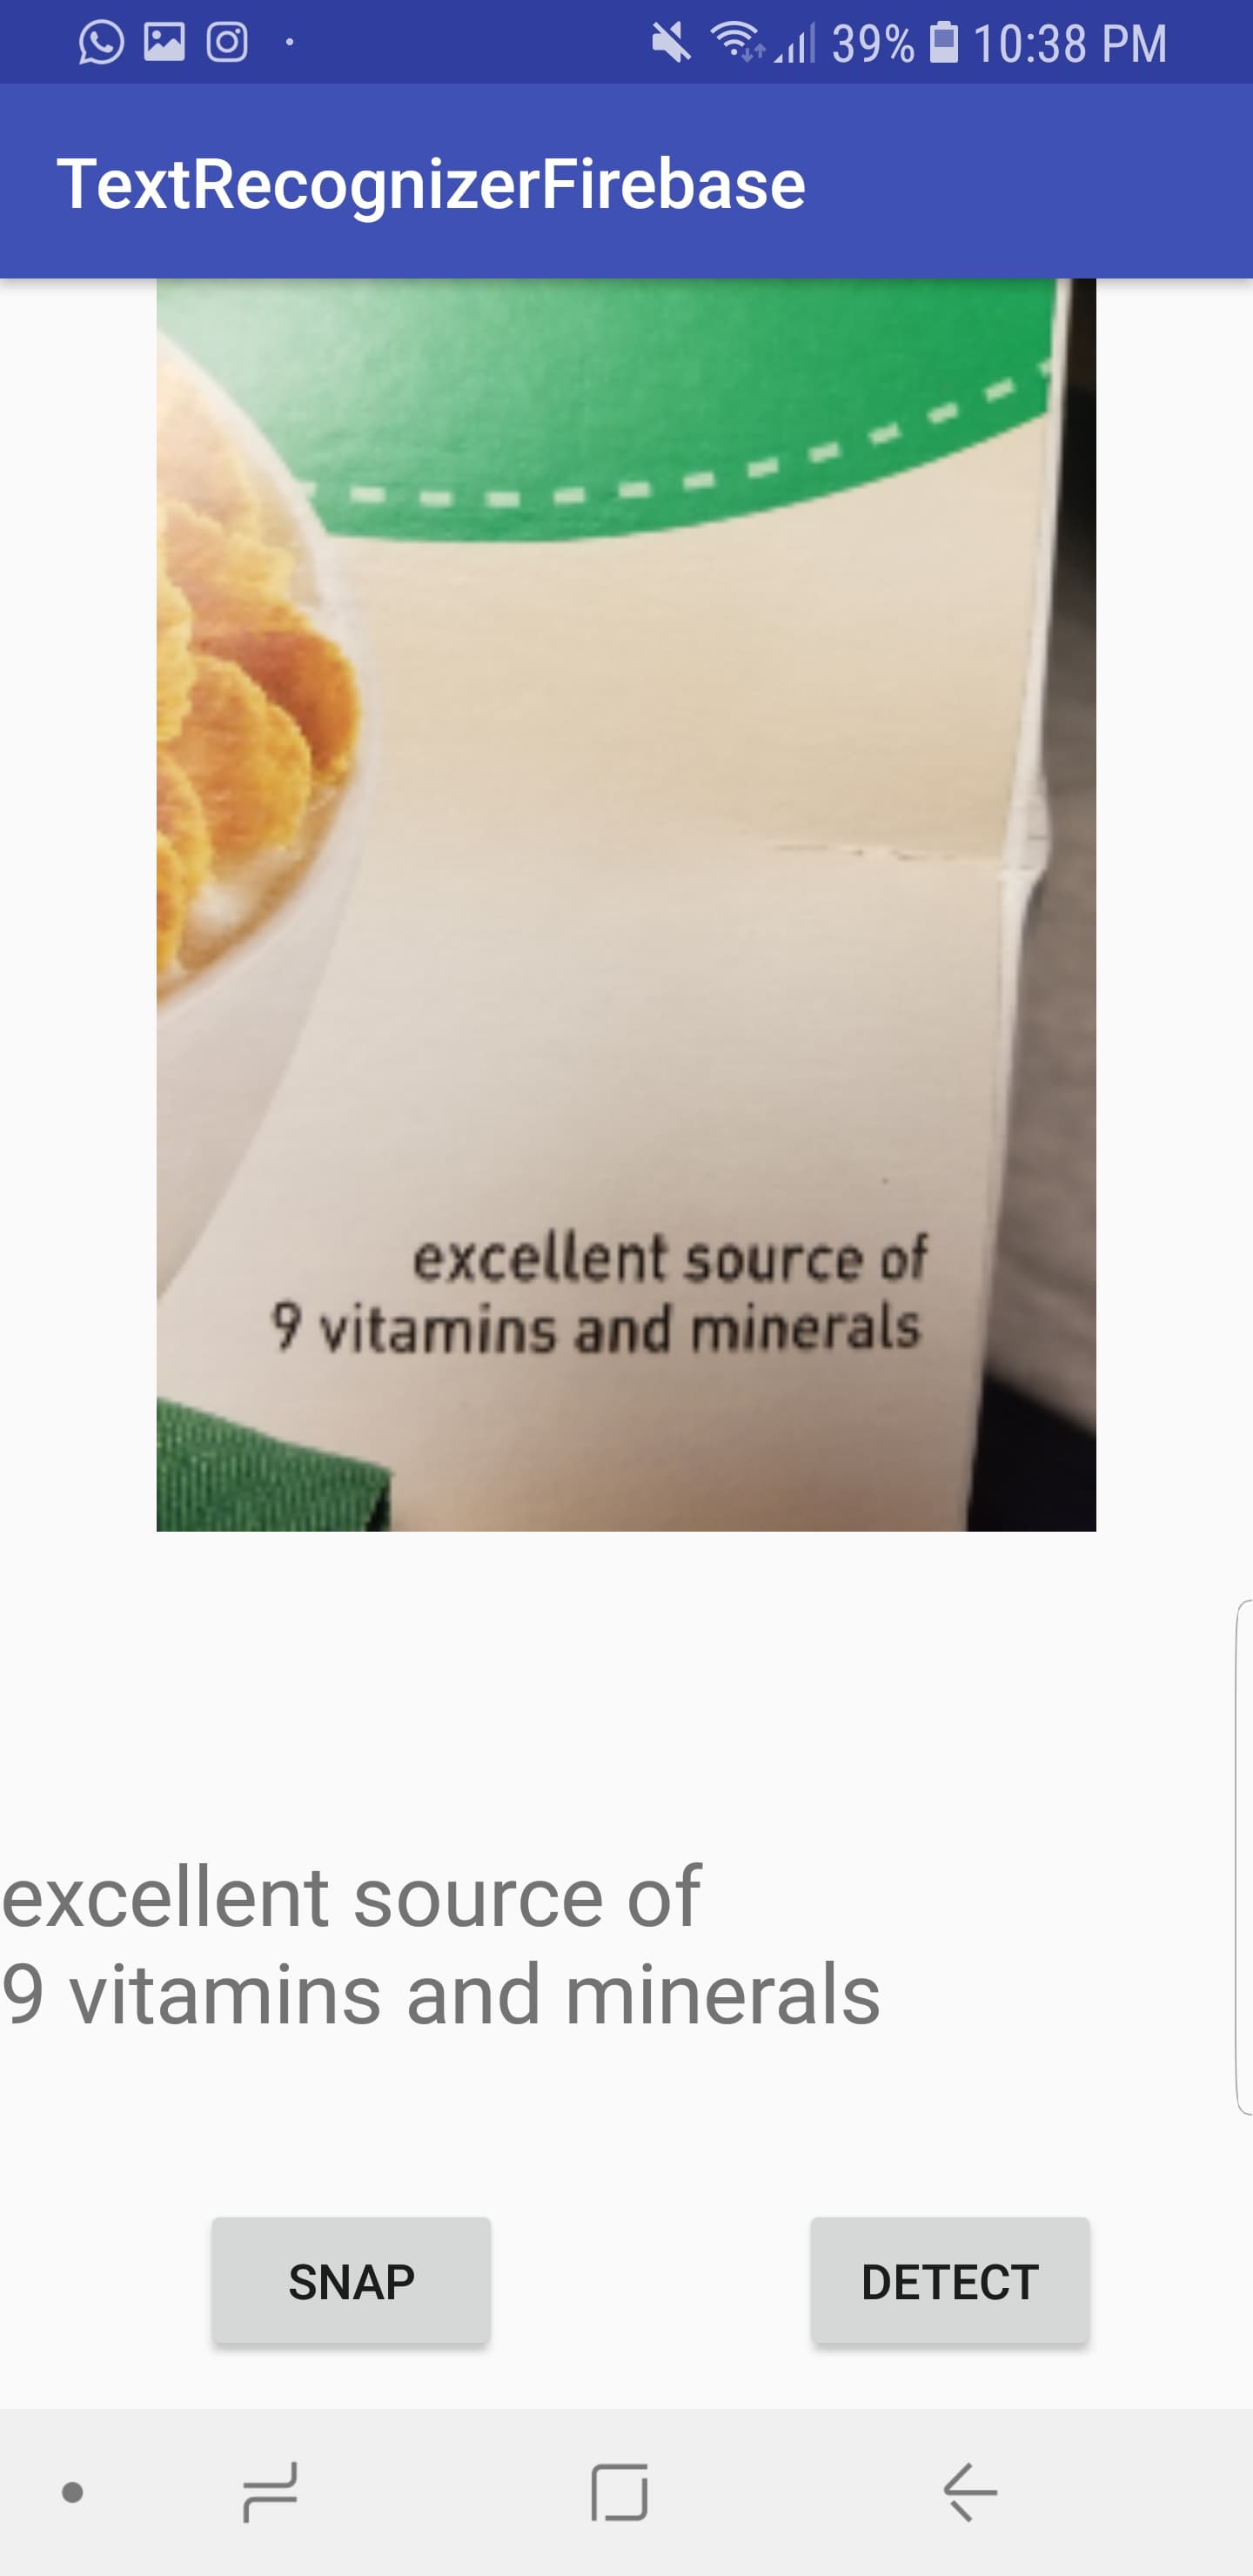 39% 10:38 PM
TextRecognizerFirebase
excellent source of
9 vitamins and minerals
excellent source of
9 vitamins and minerals
SNAP DETECT